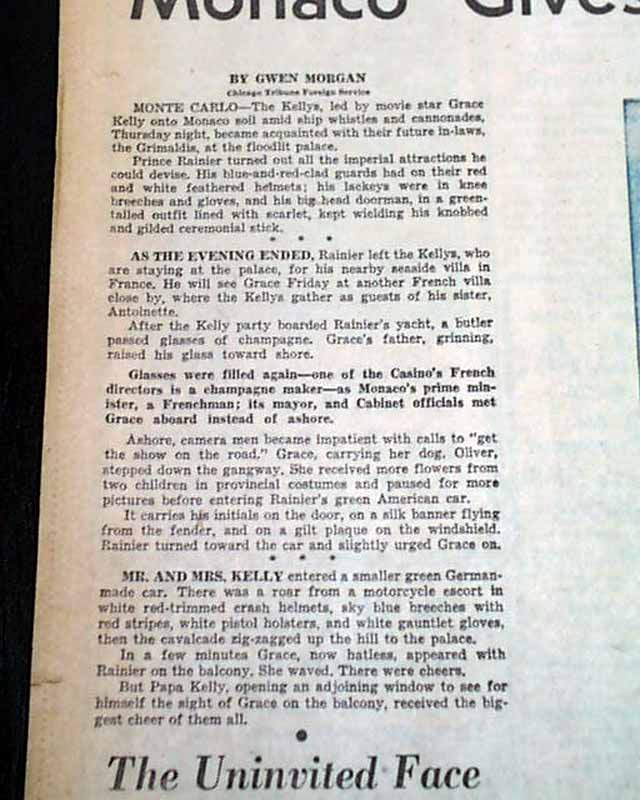 Monaco Gives
BY GWEN MORGAN
Chicago Tribune Foreign Service
MONTE CARLO—The Kellys, led by movie star Grace
Kelly onto Monaco soil amid ship whistles and cannonades,
Thursday night, became acquainted with their future in-laws,
the Grimaldis, at the floodlit palace.
Prince Rainier turned out all the imperial attractions he
could devise. His blue-and-red-clad guards had on their red
and white feathered helmets; his lackeys were in knee
breeches and gloves, and his big head doorman, in a green-
tailed outfit lined with scarlet, kept wielding his knobbed
and gilded ceremonial stick.
* * *
AS THE EVENING ENDED, Rainier left the Kellys, who
are staying at the palace, for his nearby seaside villa in
France. He will see Grace Friday at another French villa
close by, where the Kellys gather as guests of his sister,
Antoinette.
After the Kelly party boarded Rainier's yacht, a butler
passed glasses of champagne. Grace's father, grinning,
raised his glass toward shore.
Glasses were filled again—one of the Casino's French
directors is a champagne maker—as Monaco's prime min-
ister, a Frenchman; its mayor, and Cabinet officials met
Grace aboard instead of ashore.
Ashore, camera men became impatient with calls to "get
the show on the road." Grace, carrying her dog, Oliver,
stepped down the gangway. She received more flowers from
two children in provincial costumes and paused for more
pictures before entering Rainier's green American car.
It carries his initials on the door, on a silk banner flying
from the fender, and on a gilt plaque on the windshield.
Rainier turned toward the car and slightly urged Grace on.
* * *
MR. AND MRS. KELLY entered a smaller green German-
made car. There was a roar from a motorcycle escort in
white red-trimmed crash helmets, sky blue breeches with
red stripes, white pistol holsters, and white gauntlet gloves,
then the cavalcade zig-zagged up the hill to the palace.
In a few minutes Grace, now hatless, appeared with
Rainier on the balcony. She waved. There were cheers.
But Papa Kelly, opening an adjoining window to see for
himself the sight of Grace on the balcony, received the big-
gest cheer of them all.
The Uninvited Face